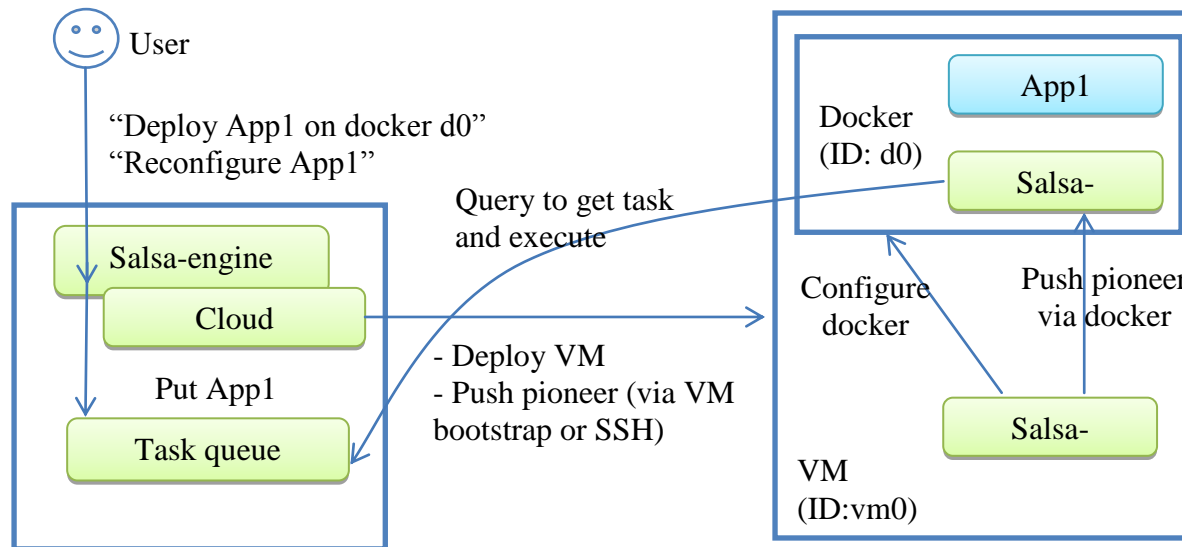 User
“Deploy App1 on docker d0”
“Reconfigure App1”
Salsa-engine
Cloud
Put App1
Task queue
Query to get task
and execute
- Deploy VM
- Push pioneer (via VM
bootstrap or SSH)
App1
Docker
(ID: d0)
Salsa-
Configure
docker
Push pioneer
via docker
Salsa-
VM
(ID:vm0)